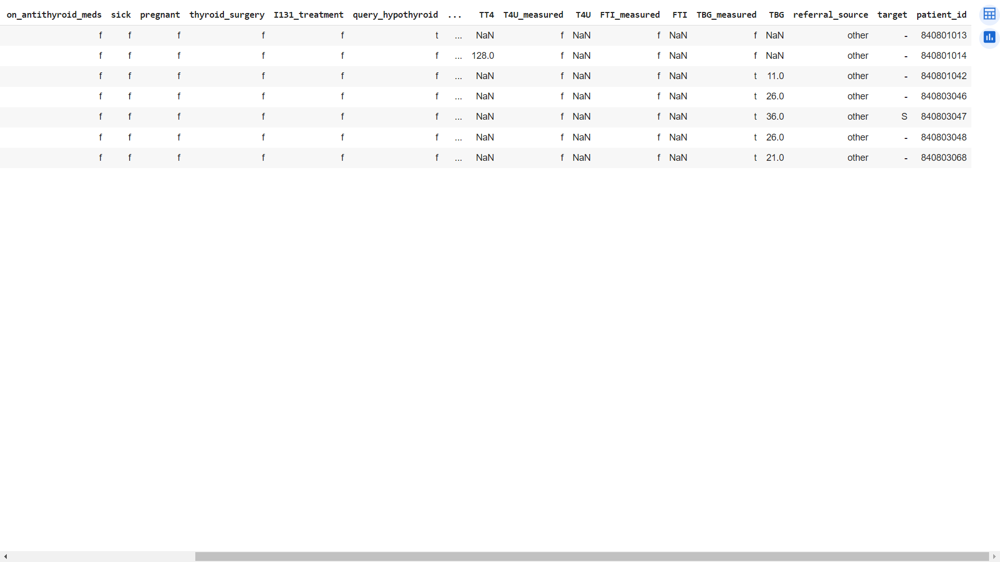 on_antithyroid_meds sick pregnant thyroid_surgery I131_treatment query_hypothyroid ... TT4 T4U_measured T4U FTI_measured FTI TBG_measured TBG referral_source target patient_id
f f f f f t ... NaN f NaN f NaN f NaN other - 840801013
f f f f f f ... 128.0 f NaN f NaN f NaN other - 840801014
f f f f f f ... NaN f NaN f NaN t 11.0 other - 840801042
f f f f f f ... NaN f NaN f NaN t 26.0 other - 840803046
f f f f f f ... NaN f NaN f NaN t 36.0 other S 840803047
f f f f f f ... NaN f NaN f NaN t 26.0 other - 840803048
f f f f f f ... NaN f NaN f NaN t 21.0 other - 840803068